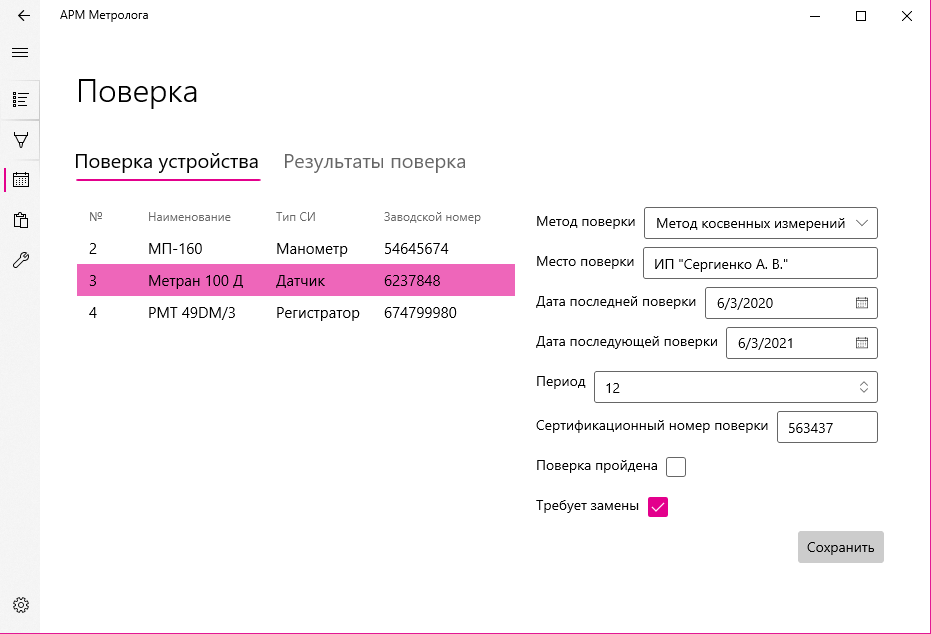 АРМ Метролога
Поверка
Поверка устройства Результаты поверка
№ Наименование Тип СИ Заводской номер
2 МП-160 Манометр 54645674
3 Метран 100 Д Датчик 6237848
4 РМТ 49DM/3 Регистратор 674799980
Метод поверки Метод косвенных измерений
Место поверки ИП "Сергиенко А. В."
Дата последней поверки 6/3/2020
Дата последующей поверки 6/3/2021
Период 12
Сертификационный номер поверки 563437
Поверка пройдена
Требует замены
Сохранить